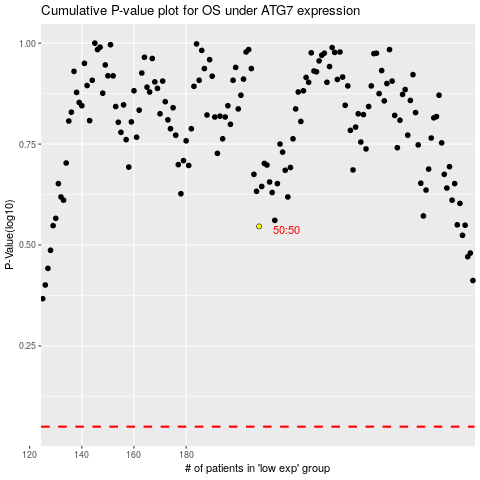 Cumulative P-value plot for OS under ATG7 expression
P-Value(log10)
1.00
0.75
0.50
0.25
50:50
120 140 160 180
# of patients in 'low exp' group